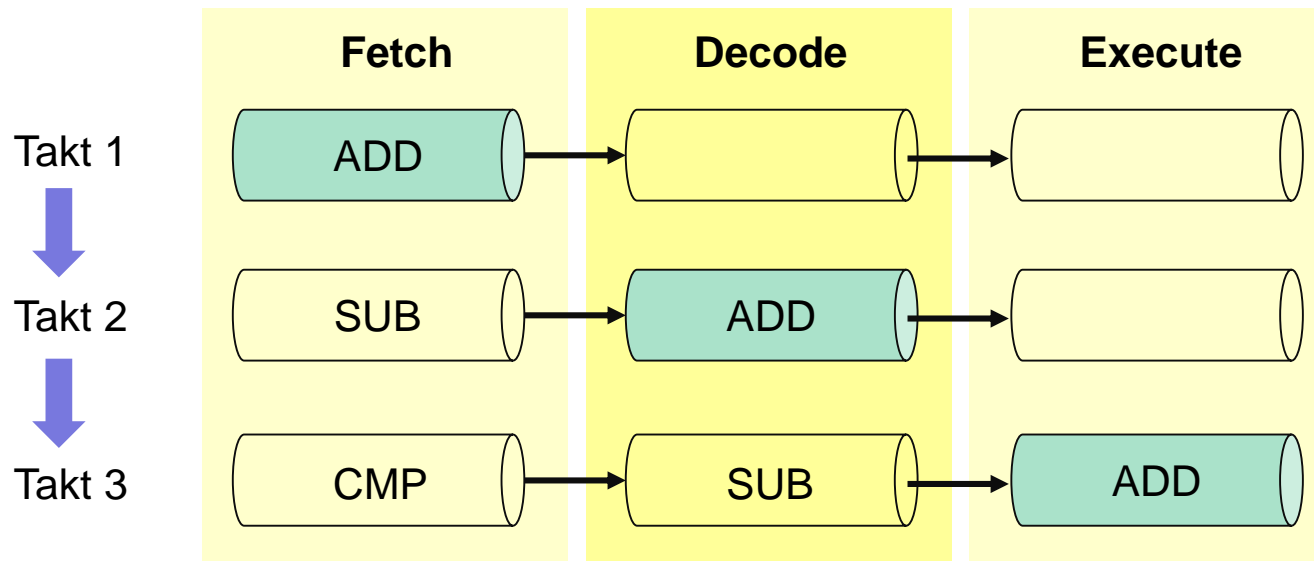 Fetch Decode Execute
Takt 1 ADD
Takt 2 SUB ADD
Takt 3 CMP SUB ADD